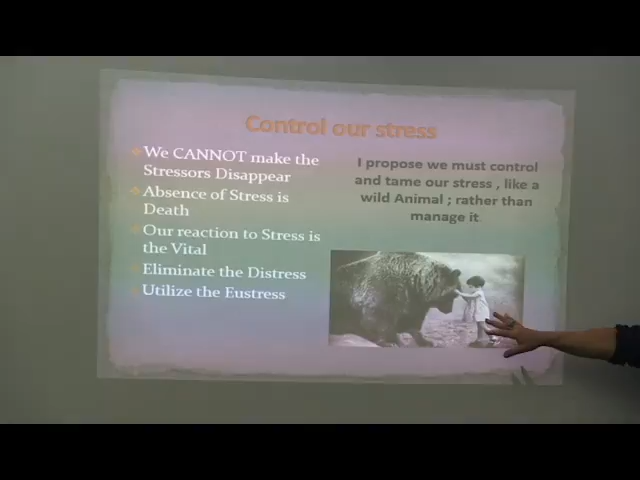 Control our stress
We CANNOT make the
Stressors Disappear
Absence of Stress is
Death
Our reaction to Stress is
the Vital
Eliminate the Distress
Utilize the Eustress
I propose we must control
and tame our stress , like a
wild Animal ; rather than
manage it.